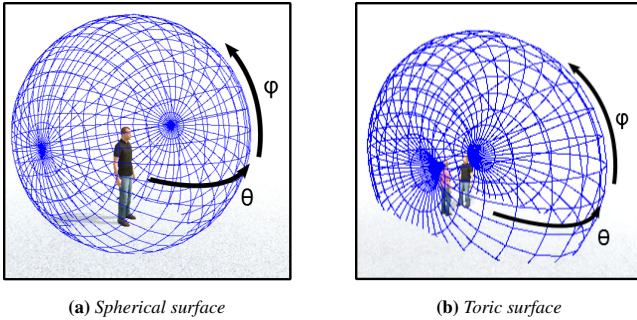 φ
θ
(a) Spherical surface
φ
θ
(b) Toric surface